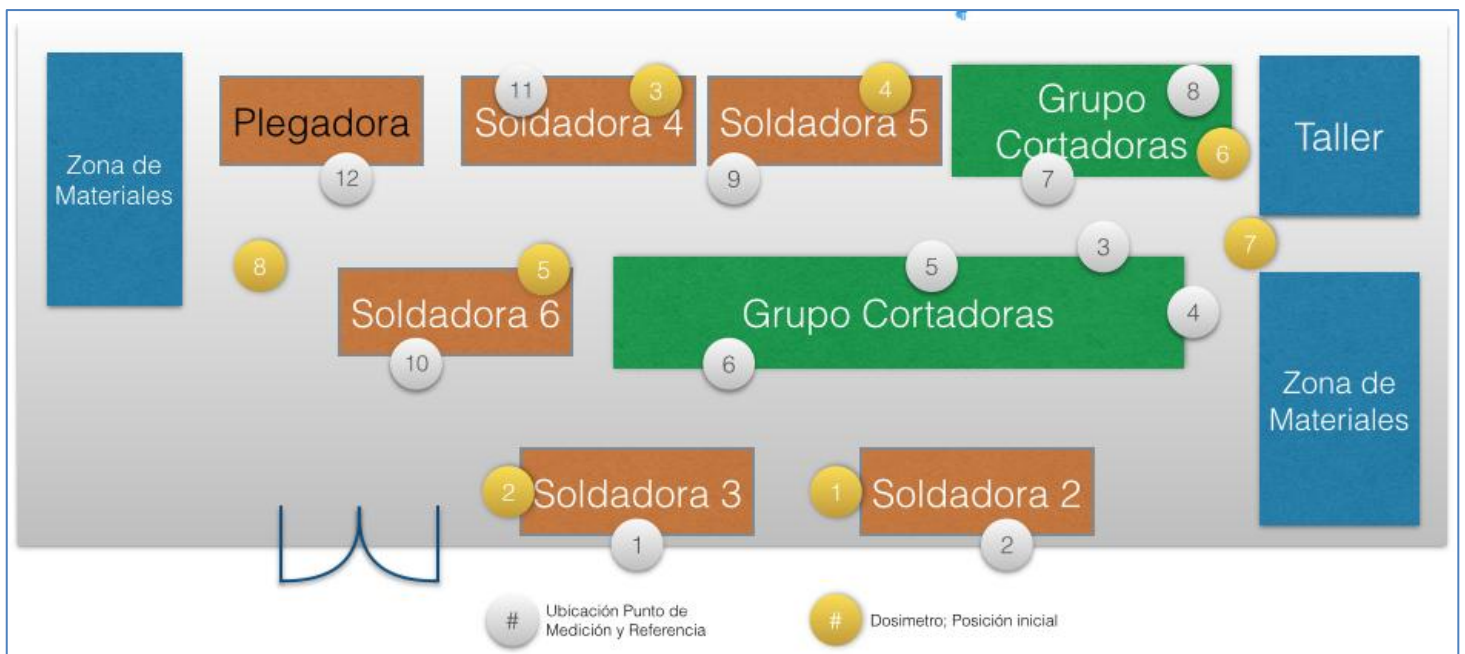 Zona de
Materiales
Plegadora
11
Soldadora 4
3
Soldadora 5
4
Grupo
Cortadoras
8
6
Taller
12
9
7
8
5
Soldadora 6
10
5
3
Grupo Cortadoras
4
6
7
Zona de
Materiales
2
Soldadora 3
1
1
Soldadora 2
2
#
Ubicación Punto de
Medición y Referencia
#
Dosimetro; Posición inicial